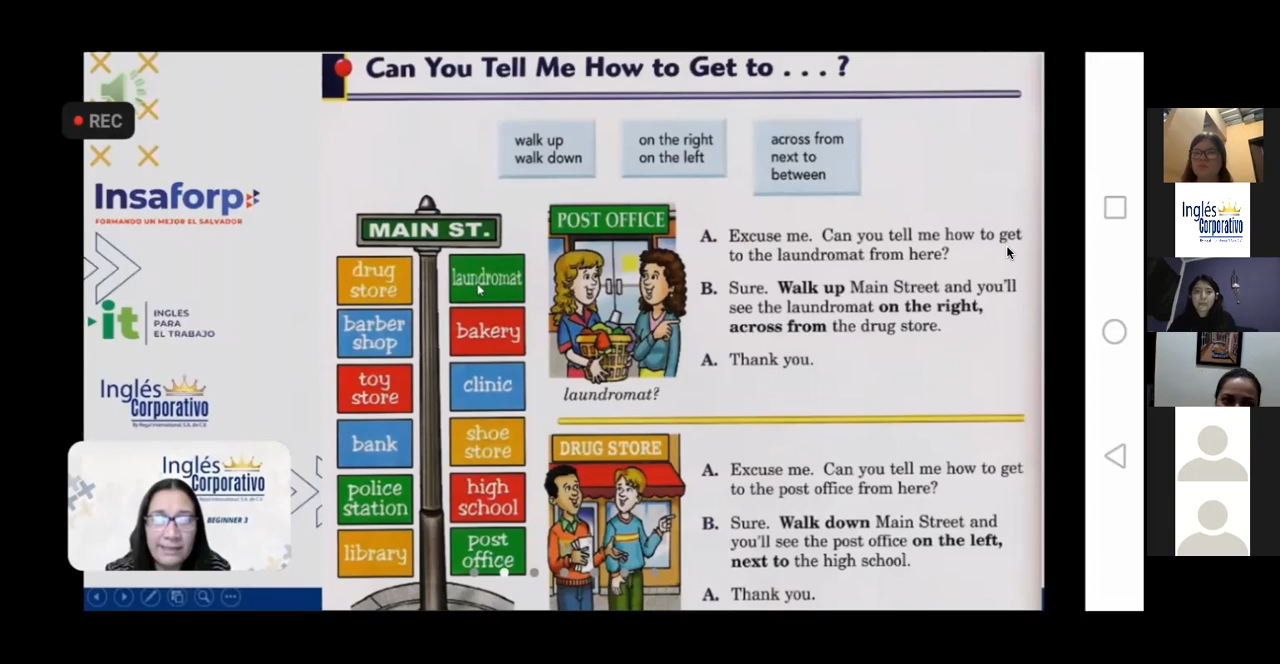 Can You Tell Me How to Get to . . . ?
REC
walk up
walk down
on the right
on the left
across from
next to
between
Insaforp
FORMANDO UN MEJOR EL SALVADOR
it
INGLES
PARA
EL TRABAJO
Inglés
Corporativo
Inglés
Corporativo
BEGINNER 3
MAIN ST.
drug
store
laundromat
barber
shop
bakery
toy
store
clinic
bank
shoe
store
police
station
high
school
library
post
office
POST OFFICE
laundromat?
A. Excuse me. Can you tell me how to get
to the laundromat from here?
B. Sure. Walk up Main Street and you'll
see the laundromat on the right,
across from the drug store.
A. Thank you.
DRUG STORE
A. Excuse me. Can you tell me how to get
to the post office from here?
B. Sure. Walk down Main Street and
you'll see the post office on the left,
next to the high school.
A. Thank you.
Inglés
Corporativo